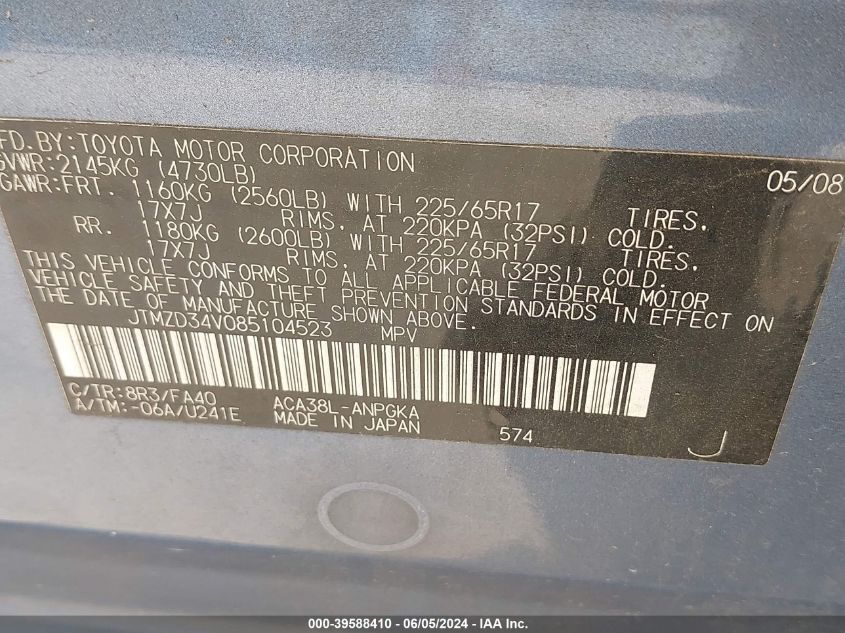 FD. BY: TOYOTA MOTOR CORPORATION 05/08
GVWR: 2145KG (4730LB)
GAWR: FRT. 1160KG (2560LB) WITH 225/65R17 TIRES,
17X7J RIMS, AT 220KPA (32PSI) COLD.
RR. 1180KG (2600LB) WITH 225/65R17 TIRES,
17X7J RIMS, AT 220KPA (32PSI) COLD.
THIS VEHICLE CONFORMS TO ALL APPLICABLE FEDERAL MOTOR
VEHICLE SAFETY AND THEFT PREVENTION STANDARDS IN EFFECT ON
THE DATE OF MANUFACTURE SHOWN ABOVE.
JTMZD34V085104523 MPV
C/TR: 8R3/FA40 ACA38L-ANPGKA
A/TM: -06A/U241E MADE IN JAPAN 574 J
000-39588410 - 06/05/2024 - IAA Inc.